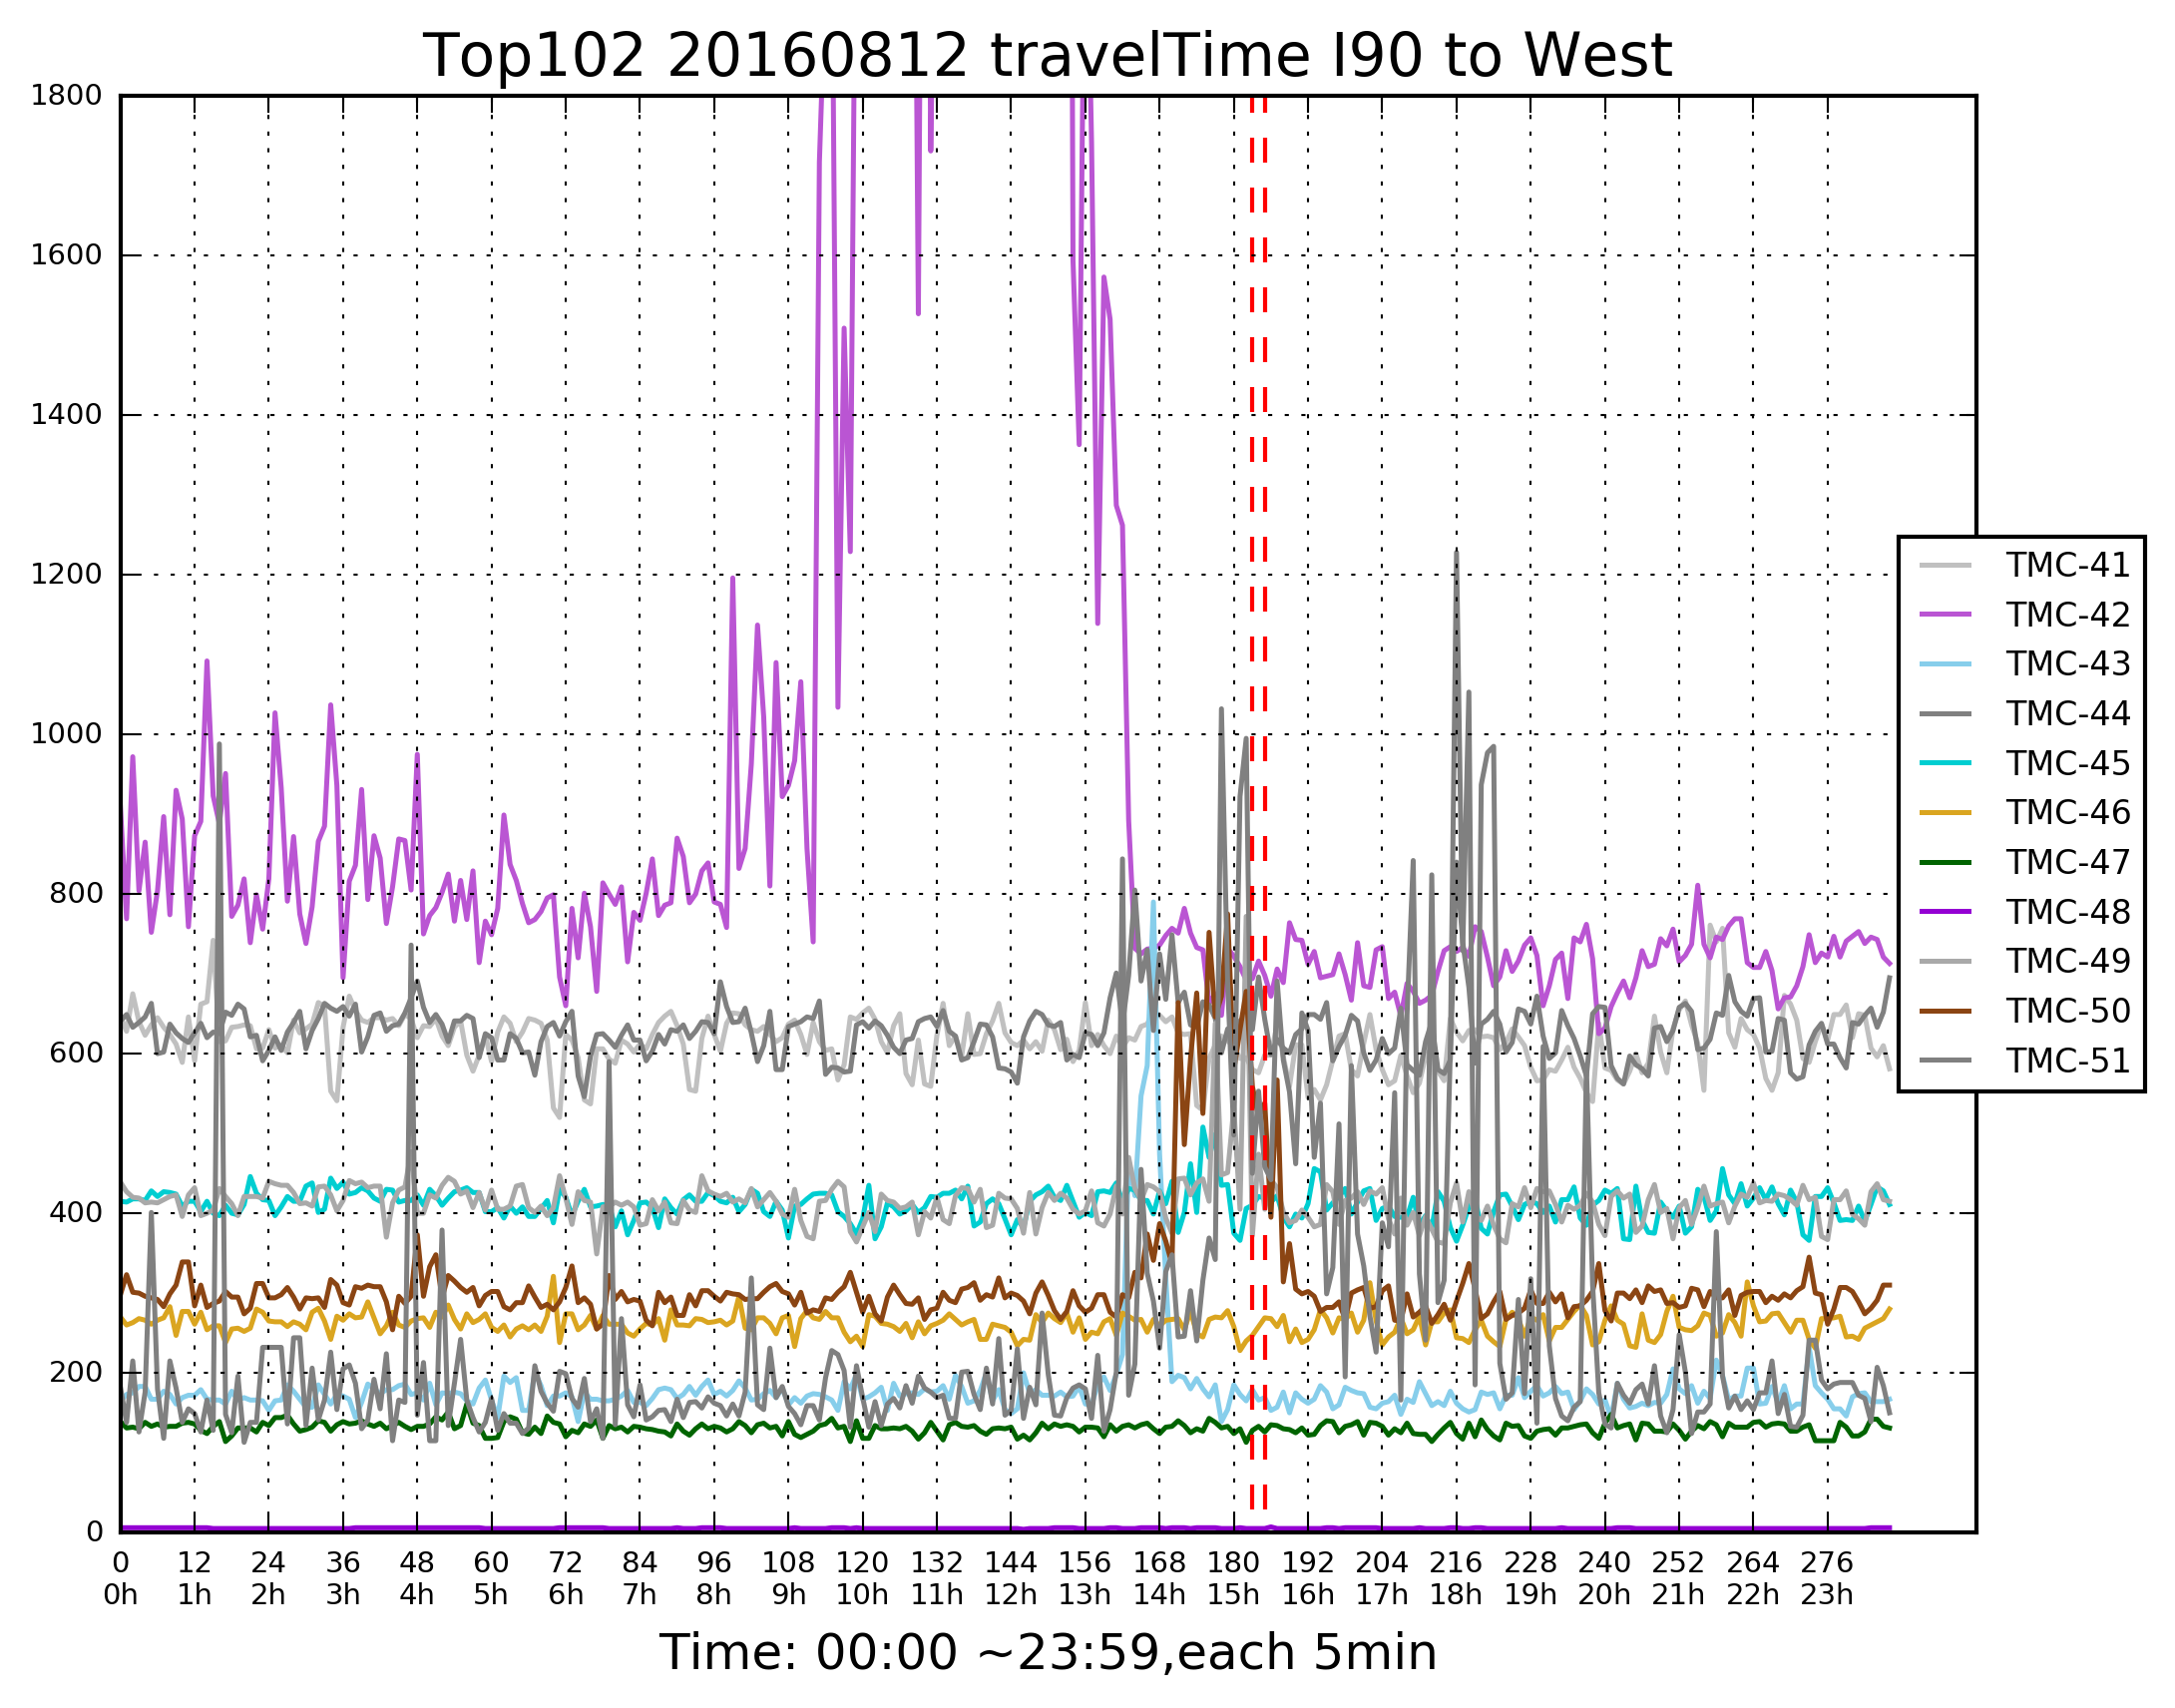 Top102 20160812 travelTime I90 to West
1800
1600
1400
1200
1000
800
600
400
200
0
TMC-41
TMC-42
TMC-43
TMC-44
TMC-45
TMC-46
TMC-47
TMC-48
TMC-49
TMC-50
TMC-51
0 12 24 36 48 60 72 84 96 108 120 132 144 156 168 180 192 204 216 228 240 252 264 276
0h 1h 2h 3h 4h 5h 6h 7h 8h 9h 10h 11h 12h 13h 14h 15h 16h 17h 18h 19h 20h 21h 22h 23h
Time: 00:00 ~23:59,each 5min